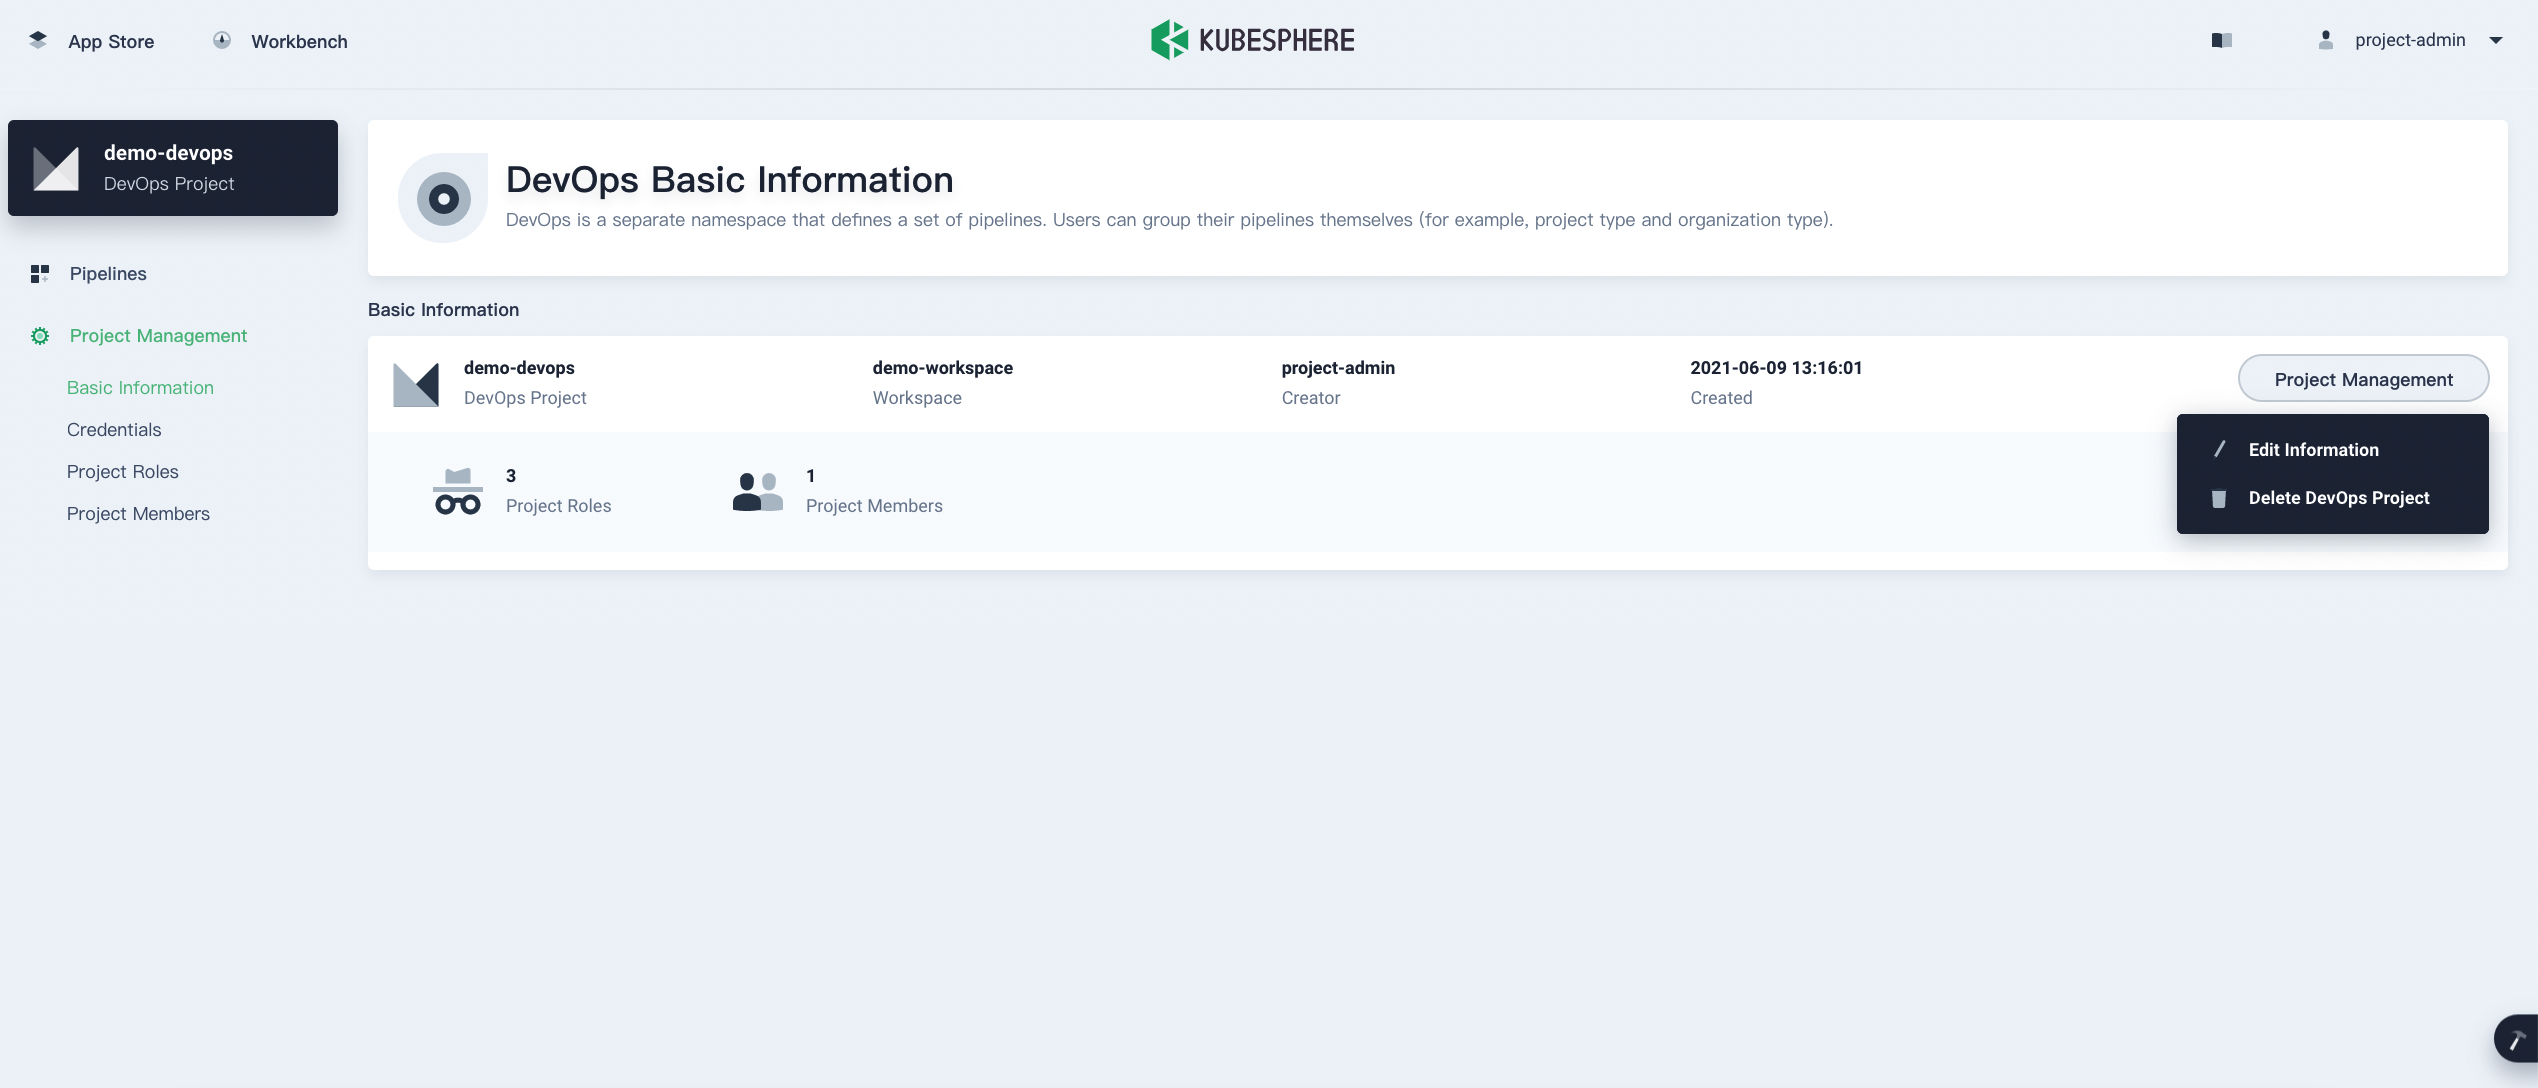 App Store
Workbench
KUBESPHERE
project-admin
demo-devops
DevOps Project
Pipelines
Project Management
Basic Information
Credentials
Project Roles
Project Members
DevOps Basic Information
DevOps is a separate namespace that defines a set of pipelines. Users can group their pipelines themselves (for example, project type and organization type).
Basic Information
demo-devops
DevOps Project
demo-workspace
Workspace
project-admin
Creator
2021-06-09 13:16:01
Created
Project Management
Edit Information
Delete DevOps Project
3
Project Roles
1
Project Members